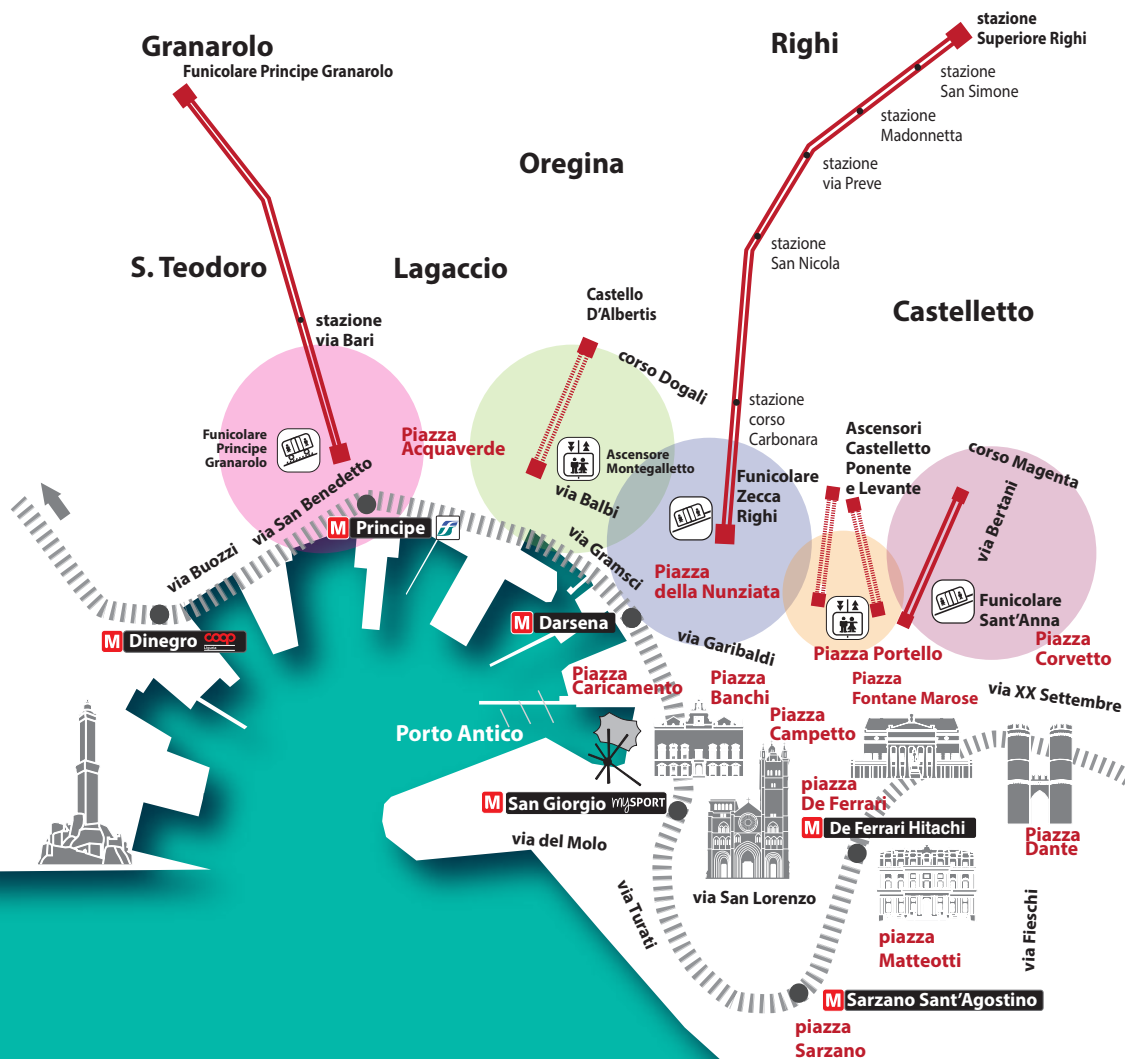 Granarolo
Funicolare Principe Granarolo
Righi
stazione
Superiore Righi
stazione
San Simone
stazione
Madonnetta
stazione
via Preve
Oregina
stazione
San Nicola
S. Teodoro
Lagaccio
Castello
D'Albertis
Castelletto
stazione
via Bari
corso Dogali
stazione
corso
Carbonara
Funicolare
Principe
Granarolo
Piazza
Acquaverde
Ascensore
Montegalletto
Ascensori
Castelletto
Ponente
e Levante
corso Magenta
via San Benedetto
via Balbi
Funicolare
Zecca
Righi
via Bertani
M Principe
via Buozzi
via Gramsci
Piazza
della Nunziata
Funicolare
Sant'Anna
M Dinegro coop
Liguria
M Darsena
via Garibaldi
Piazza Portello
Piazza
Corvetto
Piazza
Caricamento
Piazza
Banchi
Piazza
Fontane Marose
via XX Settembre
Piazza
Campetto
Porto Antico
piazza
De Ferrari
M San Giorgio mySPORT
M De Ferrari Hitachi
via del Molo
Piazza
Dante
via Turati
via San Lorenzo
via Fieschi
piazza
Matteotti
M Sarzano Sant'Agostino
piazza
Sarzano